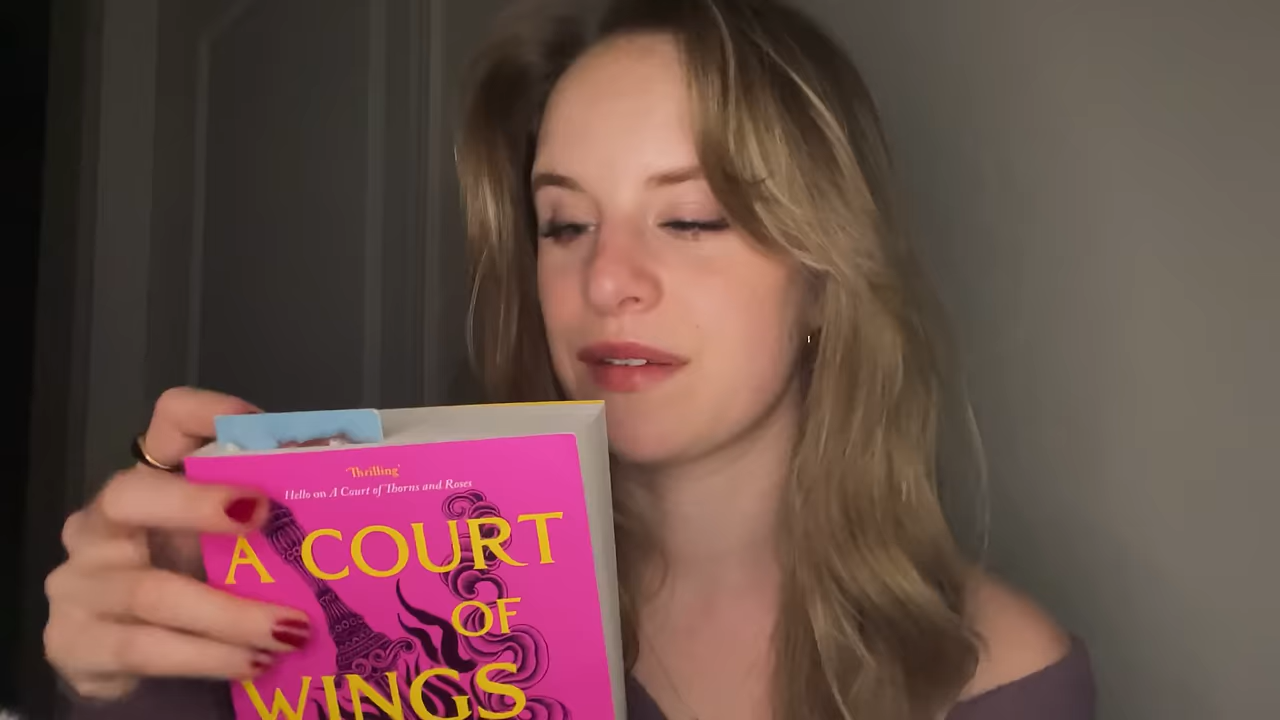 'Thrilling'
Hello on A Court of Thorns and Roses
A COURT
OF
WINGS